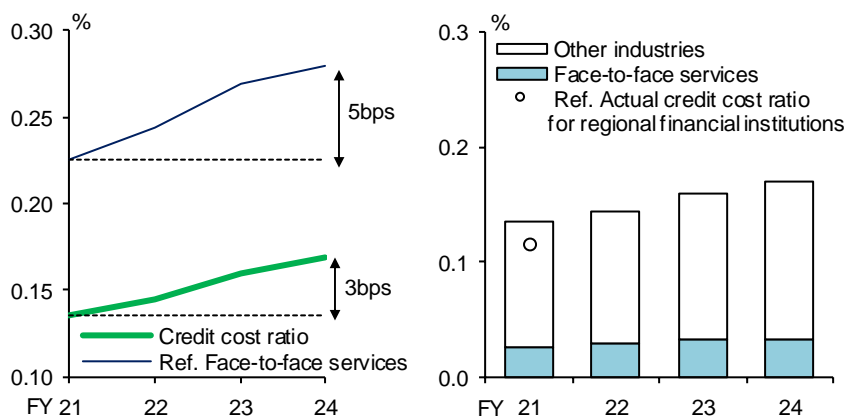 %
0.30
0.25
0.20
0.15
0.10
5bps
3bps
Credit cost ratio
Ref. Face-to-face services
FY 21 22 23 24
%
0.3
0.2
0.1
0.0
Other industries
Face-to-face services
Ref. Actual credit cost ratio
for regional financial institutions
FY 21 22 23 24